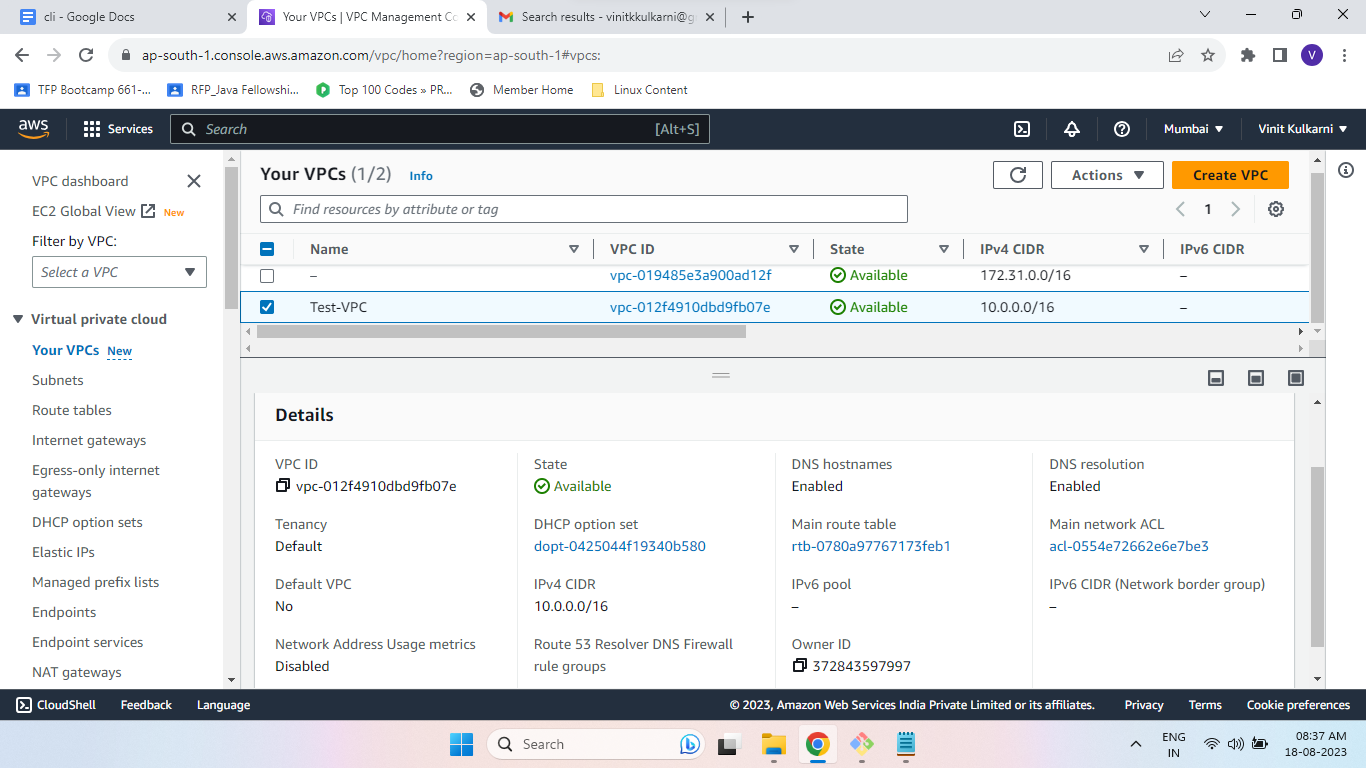 cli - Google Docs
Your VPCs | VPC Management Co
Search results - vinitkkulkarni@g
ap-south-1.console.aws.amazon.com/vpc/home?region=ap-south-1#vpcs:
V
TFP Bootcamp 661-...
RFP_Java Fellowshi...
Top 100 Codes » PR...
Member Home
Linux Content
aws
Services
Search
[Alt+S]
Mumbai
Vinit Kulkarni
VPC dashboard
EC2 Global View New
Filter by VPC:
Select a VPC
Virtual private cloud
Your VPCs New
Subnets
Route tables
Internet gateways
Egress-only internet
gateways
DHCP option sets
Elastic IPs
Managed prefix lists
Endpoints
Endpoint services
NAT gateways
Your VPCs (1/2) Info
Actions
Create VPC
Find resources by attribute or tag
1
Name VPC ID State IPv4 CIDR IPv6 CIDR
– vpc-019485e3a900ad12f Available 172.31.0.0/16 –
Test-VPC vpc-012f4910dbd9fb07e Available 10.0.0.0/16 –
Details
VPC ID
vpc-012f4910dbd9fb07e
State
Available
DNS hostnames
Enabled
DNS resolution
Enabled
Tenancy
Default
DHCP option set
dopt-0425044f19340b580
Main route table
rtb-0780a97767173feb1
Main network ACL
acl-0554e72662e6e7be3
Default VPC
No
IPv4 CIDR
10.0.0.0/16
IPv6 pool
–
IPv6 CIDR (Network border group)
–
Network Address Usage metrics
Disabled
Route 53 Resolver DNS Firewall
rule groups
Owner ID
372843597997
CloudShell
Feedback
Language
© 2023, Amazon Web Services India Private Limited or its affiliates.
Privacy
Terms
Cookie preferences
Search
ENG
IN
08:37 AM
18-08-2023